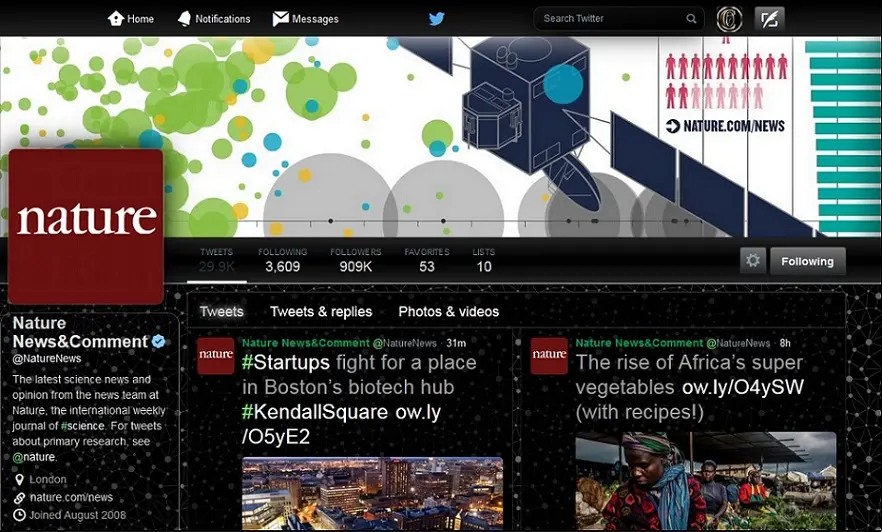 Home Notifications Messages Search Twitter
NATURE.COM/NEWS
nature
TWEETS FOLLOWING FOLLOWERS FAVORITES LISTS
29.9K 3,609 909K 53 10
Following
Tweets Tweets & replies Photos & videos
Nature
News&Comment
@NatureNews
The latest science news and
opinion from the news team at
Nature, the international weekly
journal of #science. For tweets
about primary research, see
@nature.
London
nature.com/news
Joined August 2008
nature
Nature News&Comment @NatureNews · 31m
#Startups fight for a place
in Boston's biotech hub
#KendallSquare ow.ly
/O5yE2
nature
Nature News&Comment @NatureNews · 8h
The rise of Africa's super
vegetables ow.ly/O4ySW
(with recipes!)